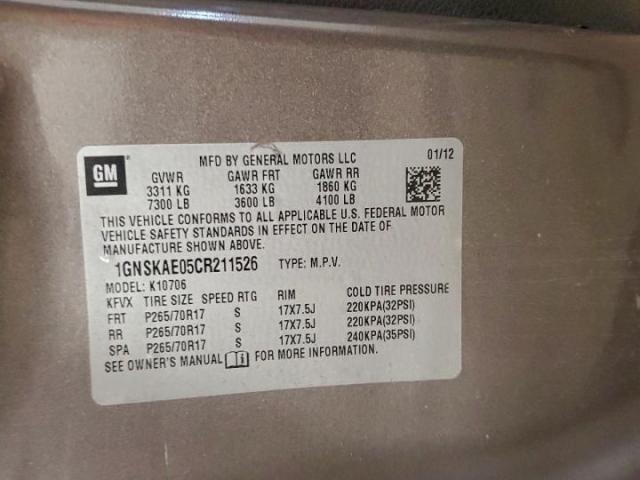 GM
MFD BY GENERAL MOTORS LLC 01/12
GVWR GAWR FRT GAWR RR
3311 KG 1633 KG 1860 KG
7300 LB 3600 LB 4100 LB
THIS VEHICLE CONFORMS TO ALL APPLICABLE U.S. FEDERAL MOTOR
VEHICLE SAFETY STANDARDS IN EFFECT ON THE DATE OF
MANUFACTURE SHOWN ABOVE.
1GNSKAE05CR211526 TYPE: M.P.V.
MODEL: K10706
KFVX TIRE SIZE SPEED RTG RIM COLD TIRE PRESSURE
FRT P265/70R17 S 17X7.5J 220KPA(32PSI)
RR P265/70R17 S 17X7.5J 220KPA(32PSI)
SPA P265/70R17 S 17X7.5J 240KPA(35PSI)
SEE OWNER'S MANUAL FOR MORE INFORMATION.